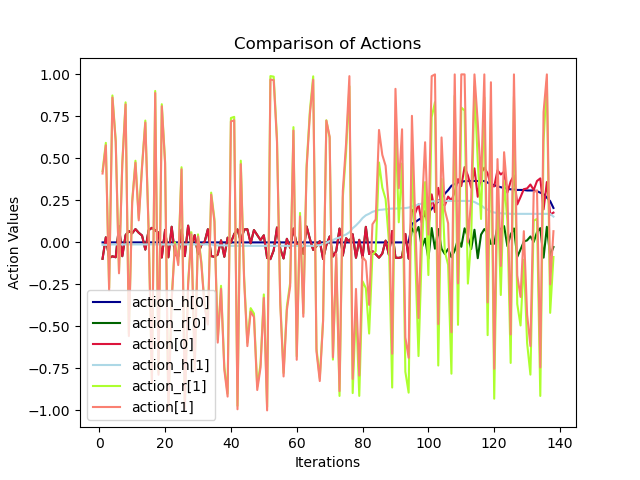 Comparison of Actions
1.00
0.75
0.50
0.25
0.00
−0.25
−0.50
−0.75
−1.00
Action Values
action_h[0]
action_r[0]
action[0]
action_h[1]
action_r[1]
action[1]
0 20 40 60 80 100 120 140
Iterations